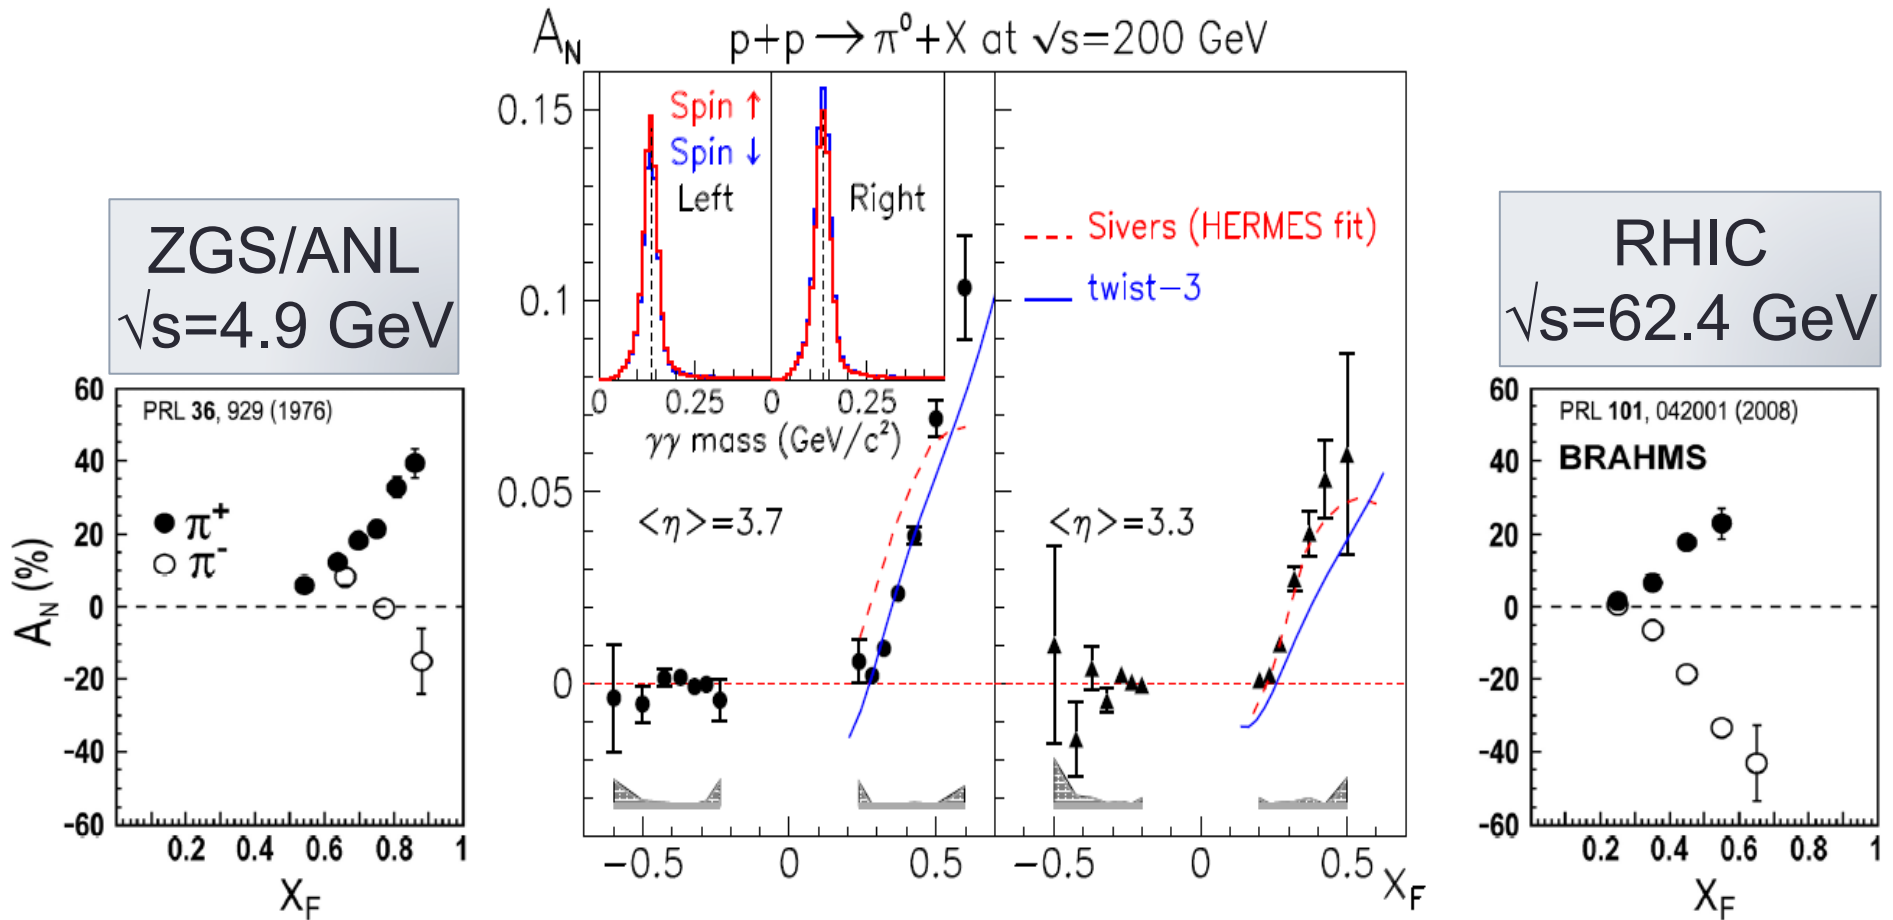 ZGS/ANL
√s=4.9 GeV
60
40
20
0
-20
-40
-60
A_N (%)
PRL 36, 929 (1976)
π⁺
π⁻
0.2 0.4 0.6 0.8 1
X_F
A_N
p+p → π⁰+X at √s=200 GeV
0.15
0.1
0.05
0
Spin ↑
Spin ↓
Left
Right
0 0.25 0 0.25
γγ mass (GeV/c²)
<η>=3.7
Sivers (HERMES fit)
twist-3
<η>=3.3
-0.5 0 0.5 -0.5 0 0.5
X_F
RHIC
√s=62.4 GeV
60
40
20
0
-20
-40
-60
PRL 101, 042001 (2008)
BRAHMS
0.2 0.4 0.6 0.8 1
X_F